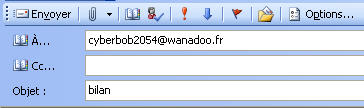 Envoyer Options...
À... cyberbob2054@wanadoo.fr
Cc...
Objet : bilan